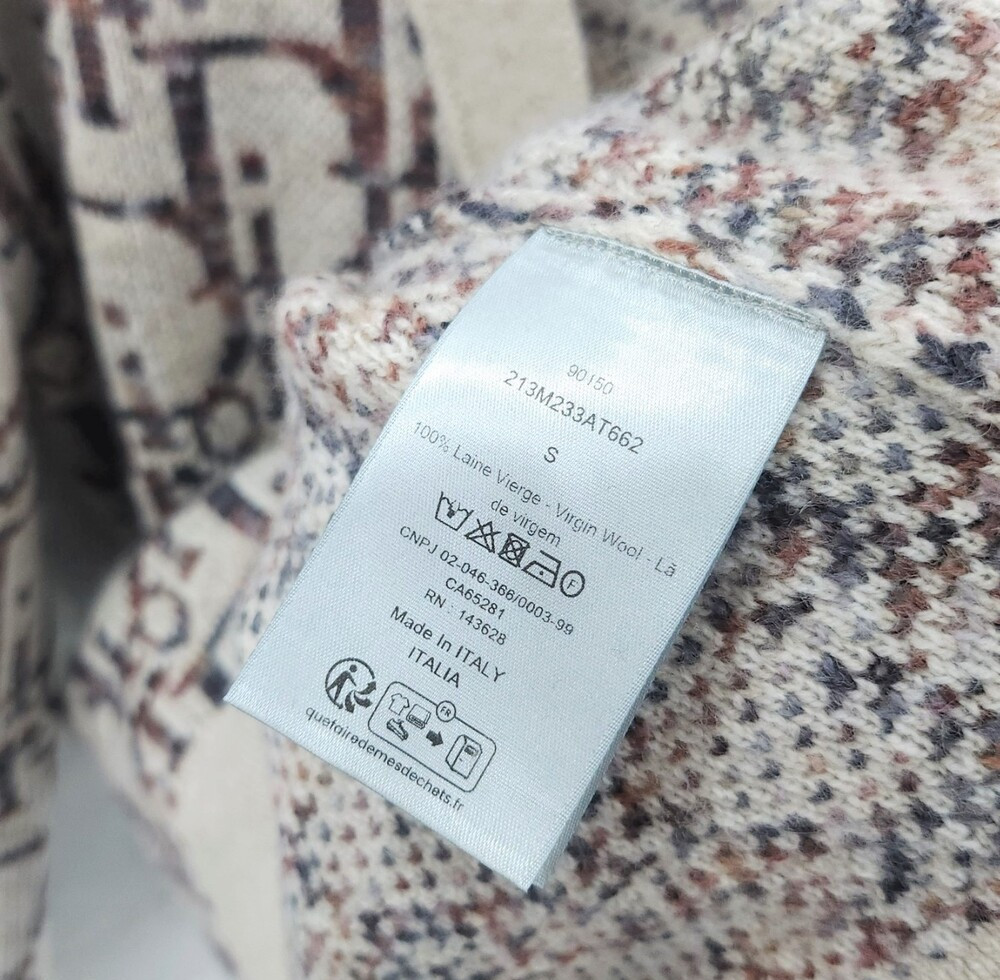 90150
213M233AT662
S
100% Laine Vierge - Virgin Wool - Lã
de virgem
F
CNPJ 02-046-366/0003-99
CA65281
RN : 143628
Made In ITALY
ITALIA
FR
quefairedemesdechets.fr